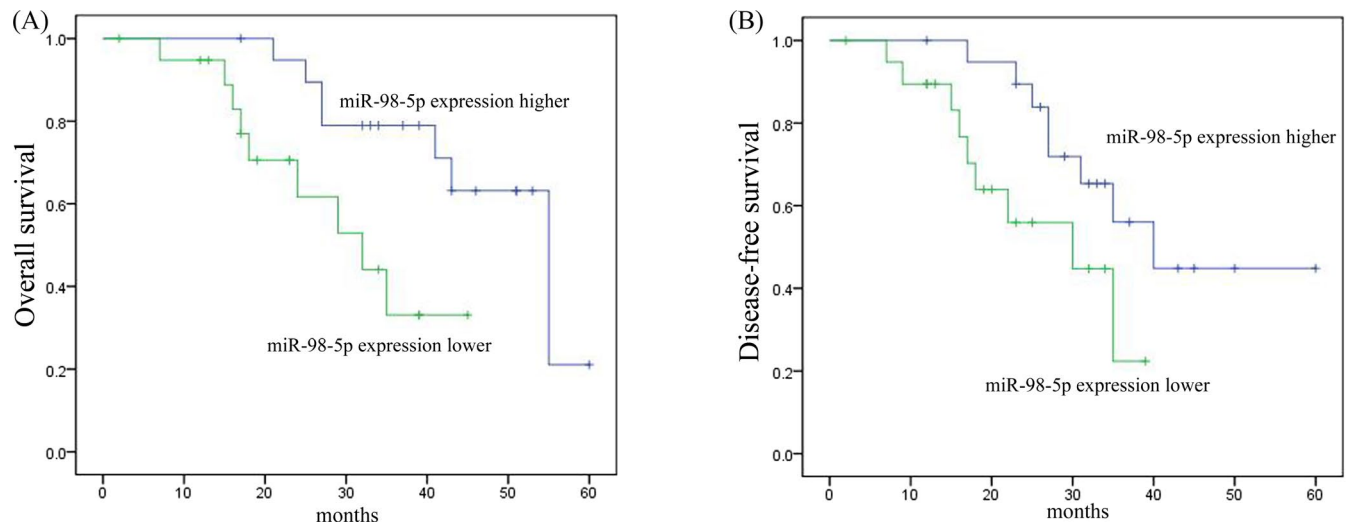 (A)
Overall survival
1.0
0.8
0.6
0.4
0.2
0.0
miR-98-5p expression higher
miR-98-5p expression lower
0 10 20 30 40 50 60
months
(B)
Disease-free survival
1.0
0.8
0.6
0.4
0.2
0.0
miR-98-5p expression higher
miR-98-5p expression lower
0 10 20 30 40 50 60
months